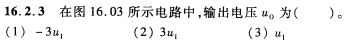 16.2.3 在图 16.03 所示电路中,输出电压 u₀ 为(  )。
(1) -3u₁ (2) 3u₁ (3) u₁